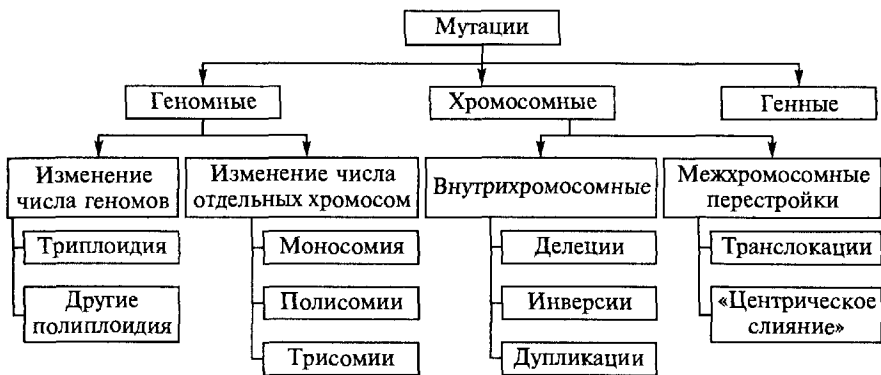 Мутации
Геномные
Хромосомные
Генные
Изменение
числа геномов
Изменение числа
отдельных хромосом
Внутрихромосомные
Межхромосомные
перестройки
Триплоидия
Моносомия
Делеции
Транслокации
Другие
полиплоидия
Полисомии
Инверсии
«Центрическое
слияние»
Трисомии
Дупликации